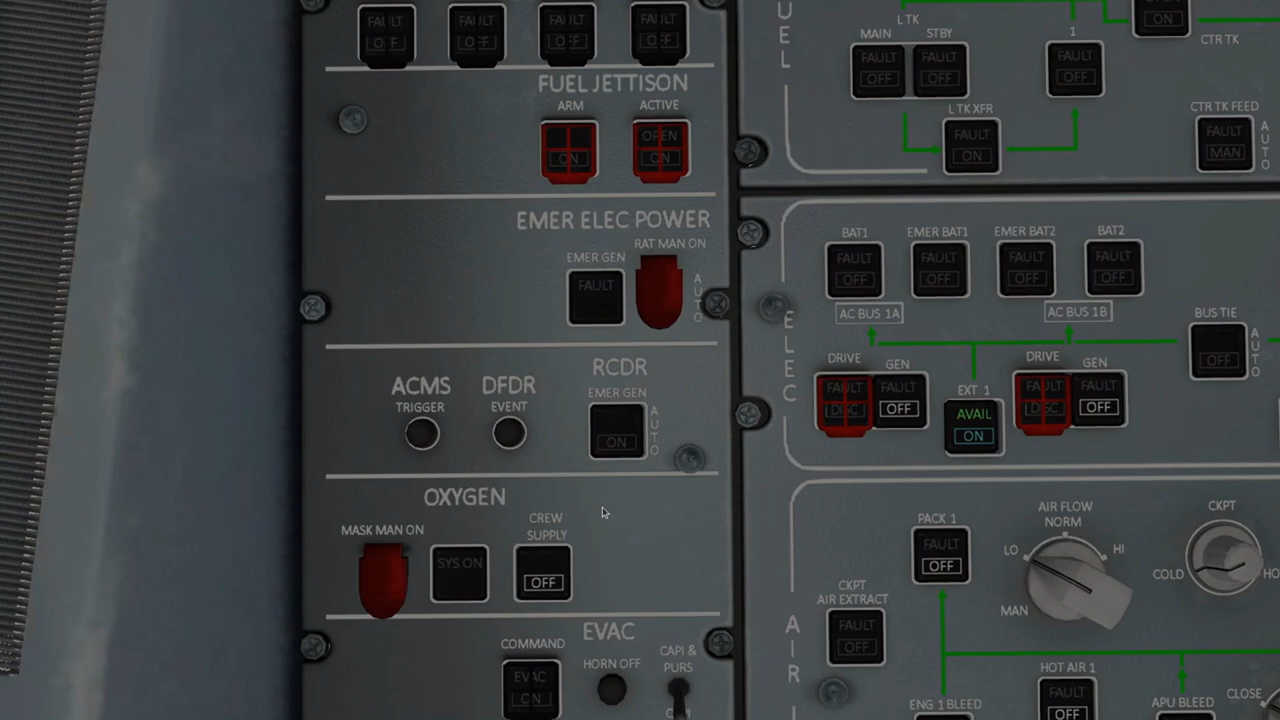 FAULT FAULT FAULT FAULT
OFF OFF OFF OFF
FUEL JETTISON
ARM ACTIVE
OPEN
ON ON
EMER ELEC POWER
RAT MAN ON
EMER GEN
FAULT
AUTO
RCDR
ACMS DFDR
TRIGGER EVENT
EMER GEN
ON
AUTO
OXYGEN
MASK MAN ON
CREW
SUPPLY
SYS ON
OFF
EVAC
COMMAND
HORN OFF
CAPT &
PURS
EVAC
ON
FUEL
L TK
MAIN STBY
FAULT FAULT
OFF OFF
1
FAULT
OFF
ON
CTR TK
L TK XFR
FAULT
ON
CTR TK FEED
FAULT
MAN
AUTO
ELEC
BAT1 EMER BAT1 EMER BAT2 BAT2
FAULT FAULT FAULT FAULT
OFF OFF OFF OFF
AC BUS 1A AC BUS 1B
BUS TIE
OFF
AUTO
DRIVE GEN
FAULT FAULT
DISC OFF
EXT 1
AVAIL
ON
DRIVE GEN
FAULT FAULT
DISC OFF
AIR
PACK 1
FAULT
OFF
AIR FLOW
NORM
LO HI
MAN
CKPT
COLD
CKPT
AIR EXTRACT
FAULT
OFF
HOT AIR 1
FAULT
OFF
ENG 1 BLEED
APU BLEED
CLOSE